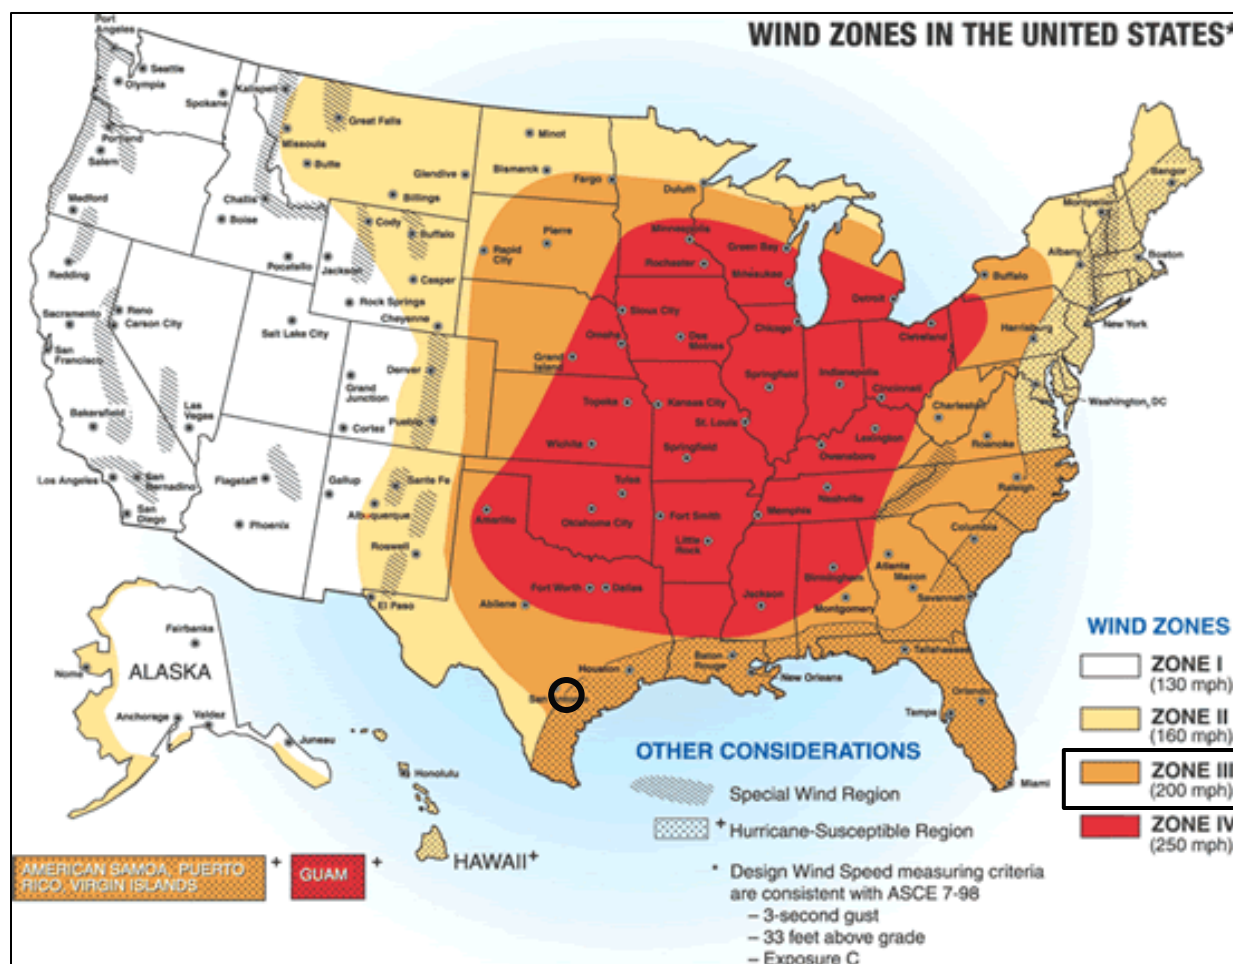 WIND ZONES IN THE UNITED STATES*
Port
Angeles
Seattle
Olympia
Spokane
Kalispell
Great Falls
Missoula
Portland
Salem
Butte
Glendive
Minot
Bismarck
Fargo
Duluth
Medford
Challis
Boise
Billings
Cody
Buffalo
Pierre
Rapid
City
Minneapolis
Rochester
Green Bay
Milwaukee
Detroit
Buffalo
Albany
Montpelier
Bangor
Boston
Redding
Pocatello
Jackson
Casper
Rock Springs
Cheyenne
Sioux City
Omaha
Des
Moines
Chicago
Cleveland
Harrisburg
New York
Sacramento
Reno
Carson City
San
Francisco
Salt Lake City
Grand
Junction
Denver
Pueblo
Cortez
Grand
Island
Topeka
Kansas City
Springfield
Indianapolis
Cincinnati
Charleston
Washington, DC
Bakersfield
Las
Vegas
Wichita
Springfield
St. Louis
Lexington
Owensboro
Roanoke
Raleigh
Los Angeles
San
Bernadino
San
Diego
Flagstaff
Phoenix
Gallup
Sante Fe
Albuquerque
Roswell
El Paso
Amarillo
Tulsa
Oklahoma City
Fort Smith
Little
Rock
Memphis
Nashville
Columbia
Atlanta
Macon
Savannah
Birmingham
Montgomery
Jackson
Fort Worth
Dallas
Abilene
Houston
San
Baton
Rouge
New Orleans
Tallahassee
Orlando
Tampa
Miami
Fairbanks
Nome
ALASKA
Anchorage
Valdez
Juneau
Honolulu
HAWAII+
AMERICAN SAMOA, PUERTO
RICO, VIRGIN ISLANDS
+
GUAM
+
OTHER CONSIDERATIONS
Special Wind Region
+ Hurricane-Susceptible Region
* Design Wind Speed measuring criteria
are consistent with ASCE 7-98
– 3-second gust
– 33 feet above grade
– Exposure C
WIND ZONES
ZONE I
(130 mph)
ZONE II
(160 mph)
ZONE III
(200 mph)
ZONE IV
(250 mph)